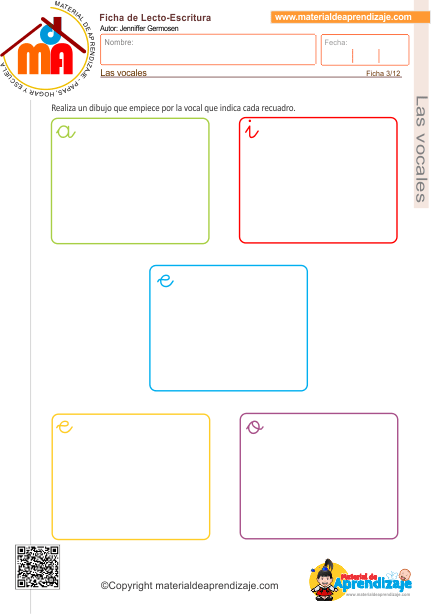 MATERIAL DE APRENDIZAJE - PAPAS, HOGAR Y ESCUELA
dMA
Ficha de Lecto-Escritura
Autor: Jenniffer Germosen
www.materialdeaprendizaje.com
Nombre:
Fecha:
Las vocales
Ficha 3/12
Las vocales
Realiza un dibujo que empiece por la vocal que indica cada recuadro.
a
i
e
e
o
©Copyright materialdeaprendizaje.com
Material de
Aprendizaje
www.materialdeaprendizaje.com